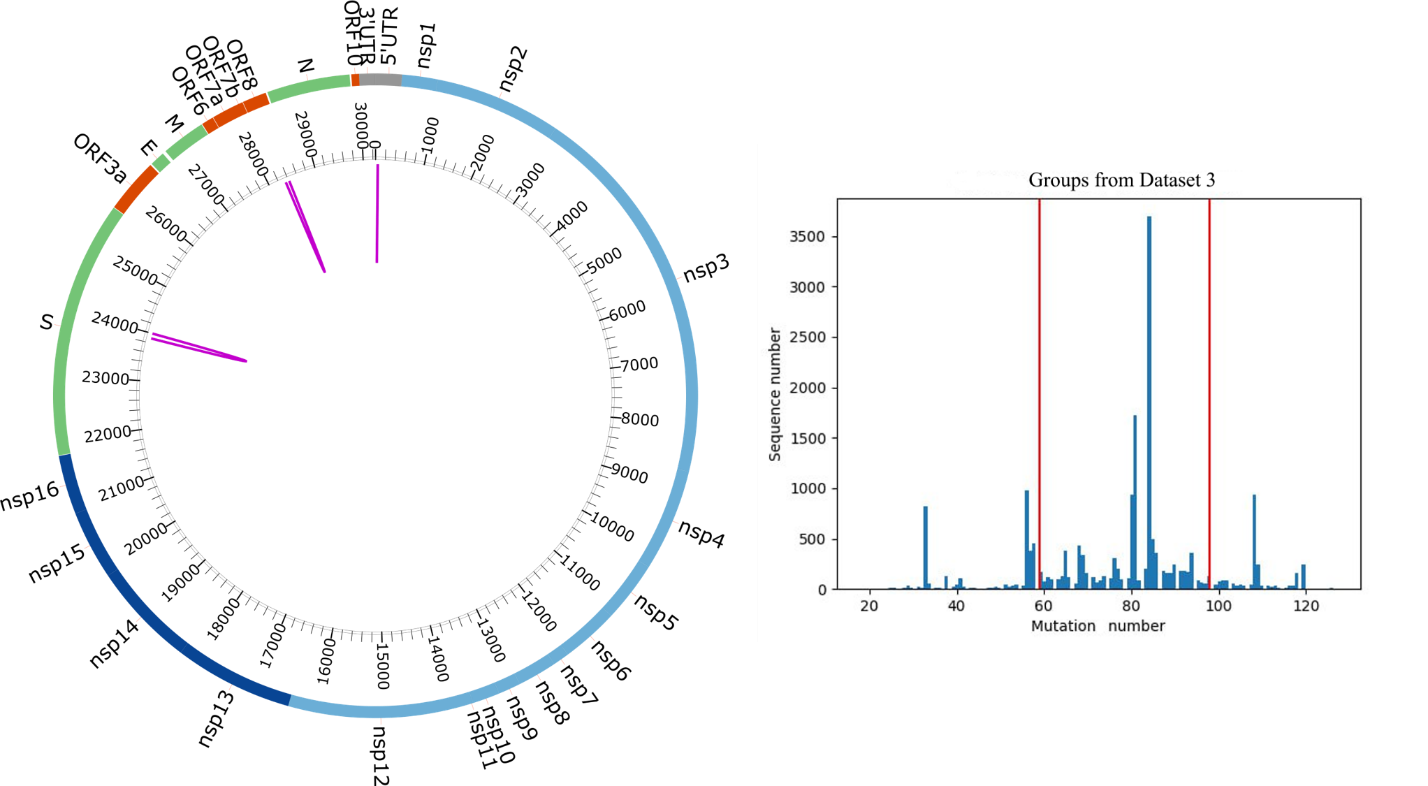 ORF10
3'UTR
5'UTR
nsp1
nsp2
nsp3
nsp4
nsp5
nsp6
nsp7
nsp8
nsp9
nsp10
nsp11
nsp12
nsp13
nsp14
nsp15
nsp16
S
ORF3a
E
M
ORF6
ORF7a
ORF7b
ORF8
N
0
1000
2000
3000
4000
5000
6000
7000
8000
9000
10000
11000
12000
13000
14000
15000
16000
17000
18000
19000
20000
21000
22000
23000
24000
25000
26000
27000
28000
29000
30000
Groups from Dataset 3
Sequence number
3500
3000
2500
2000
1500
1000
500
0
20 40 60 80 100 120
Mutation number